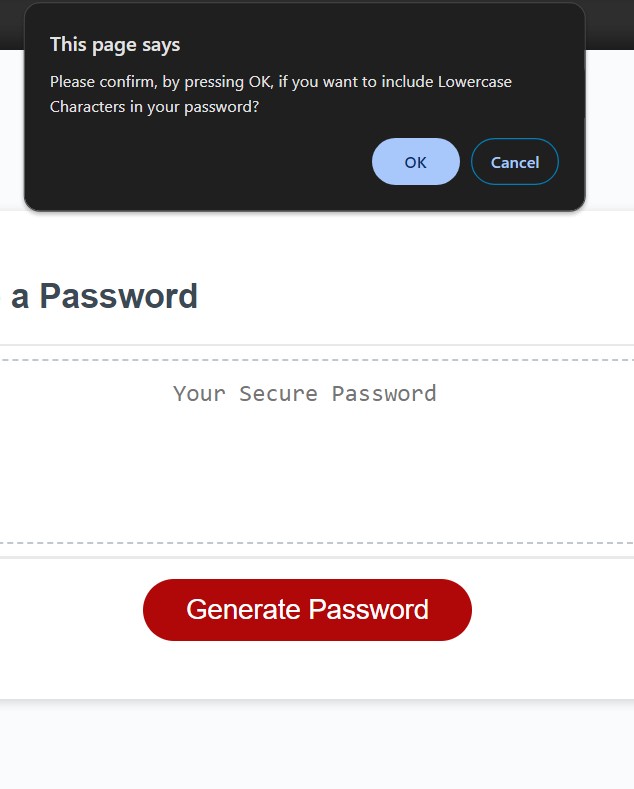 This page says
Please confirm, by pressing OK, if you want to include Lowercase
Characters in your password?
OK
Cancel
a Password
Your Secure Password
Generate Password